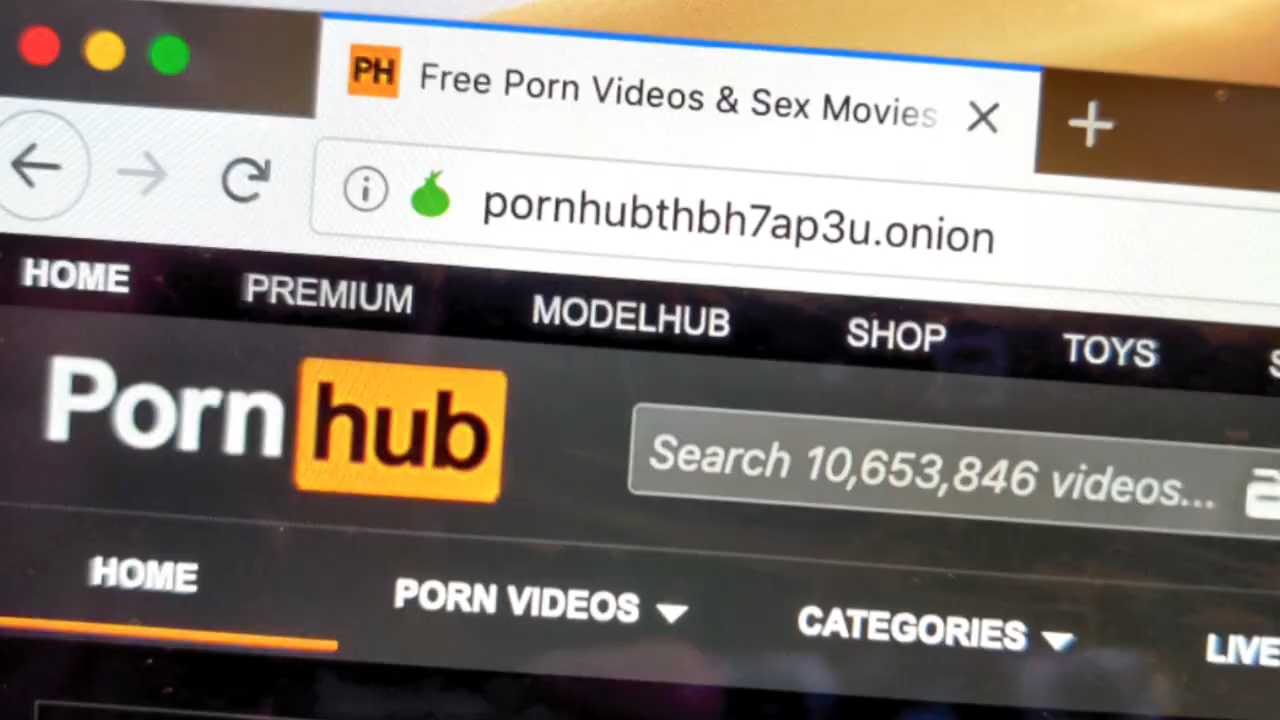 PH Free Porn Videos & Sex Movies
pornhubthbh7ap3u.onion
HOME PREMIUM MODELHUB SHOP TOYS S
Porn hub
Search 10,653,846 videos...
HOME PORN VIDEOS CATEGORIES LIVE